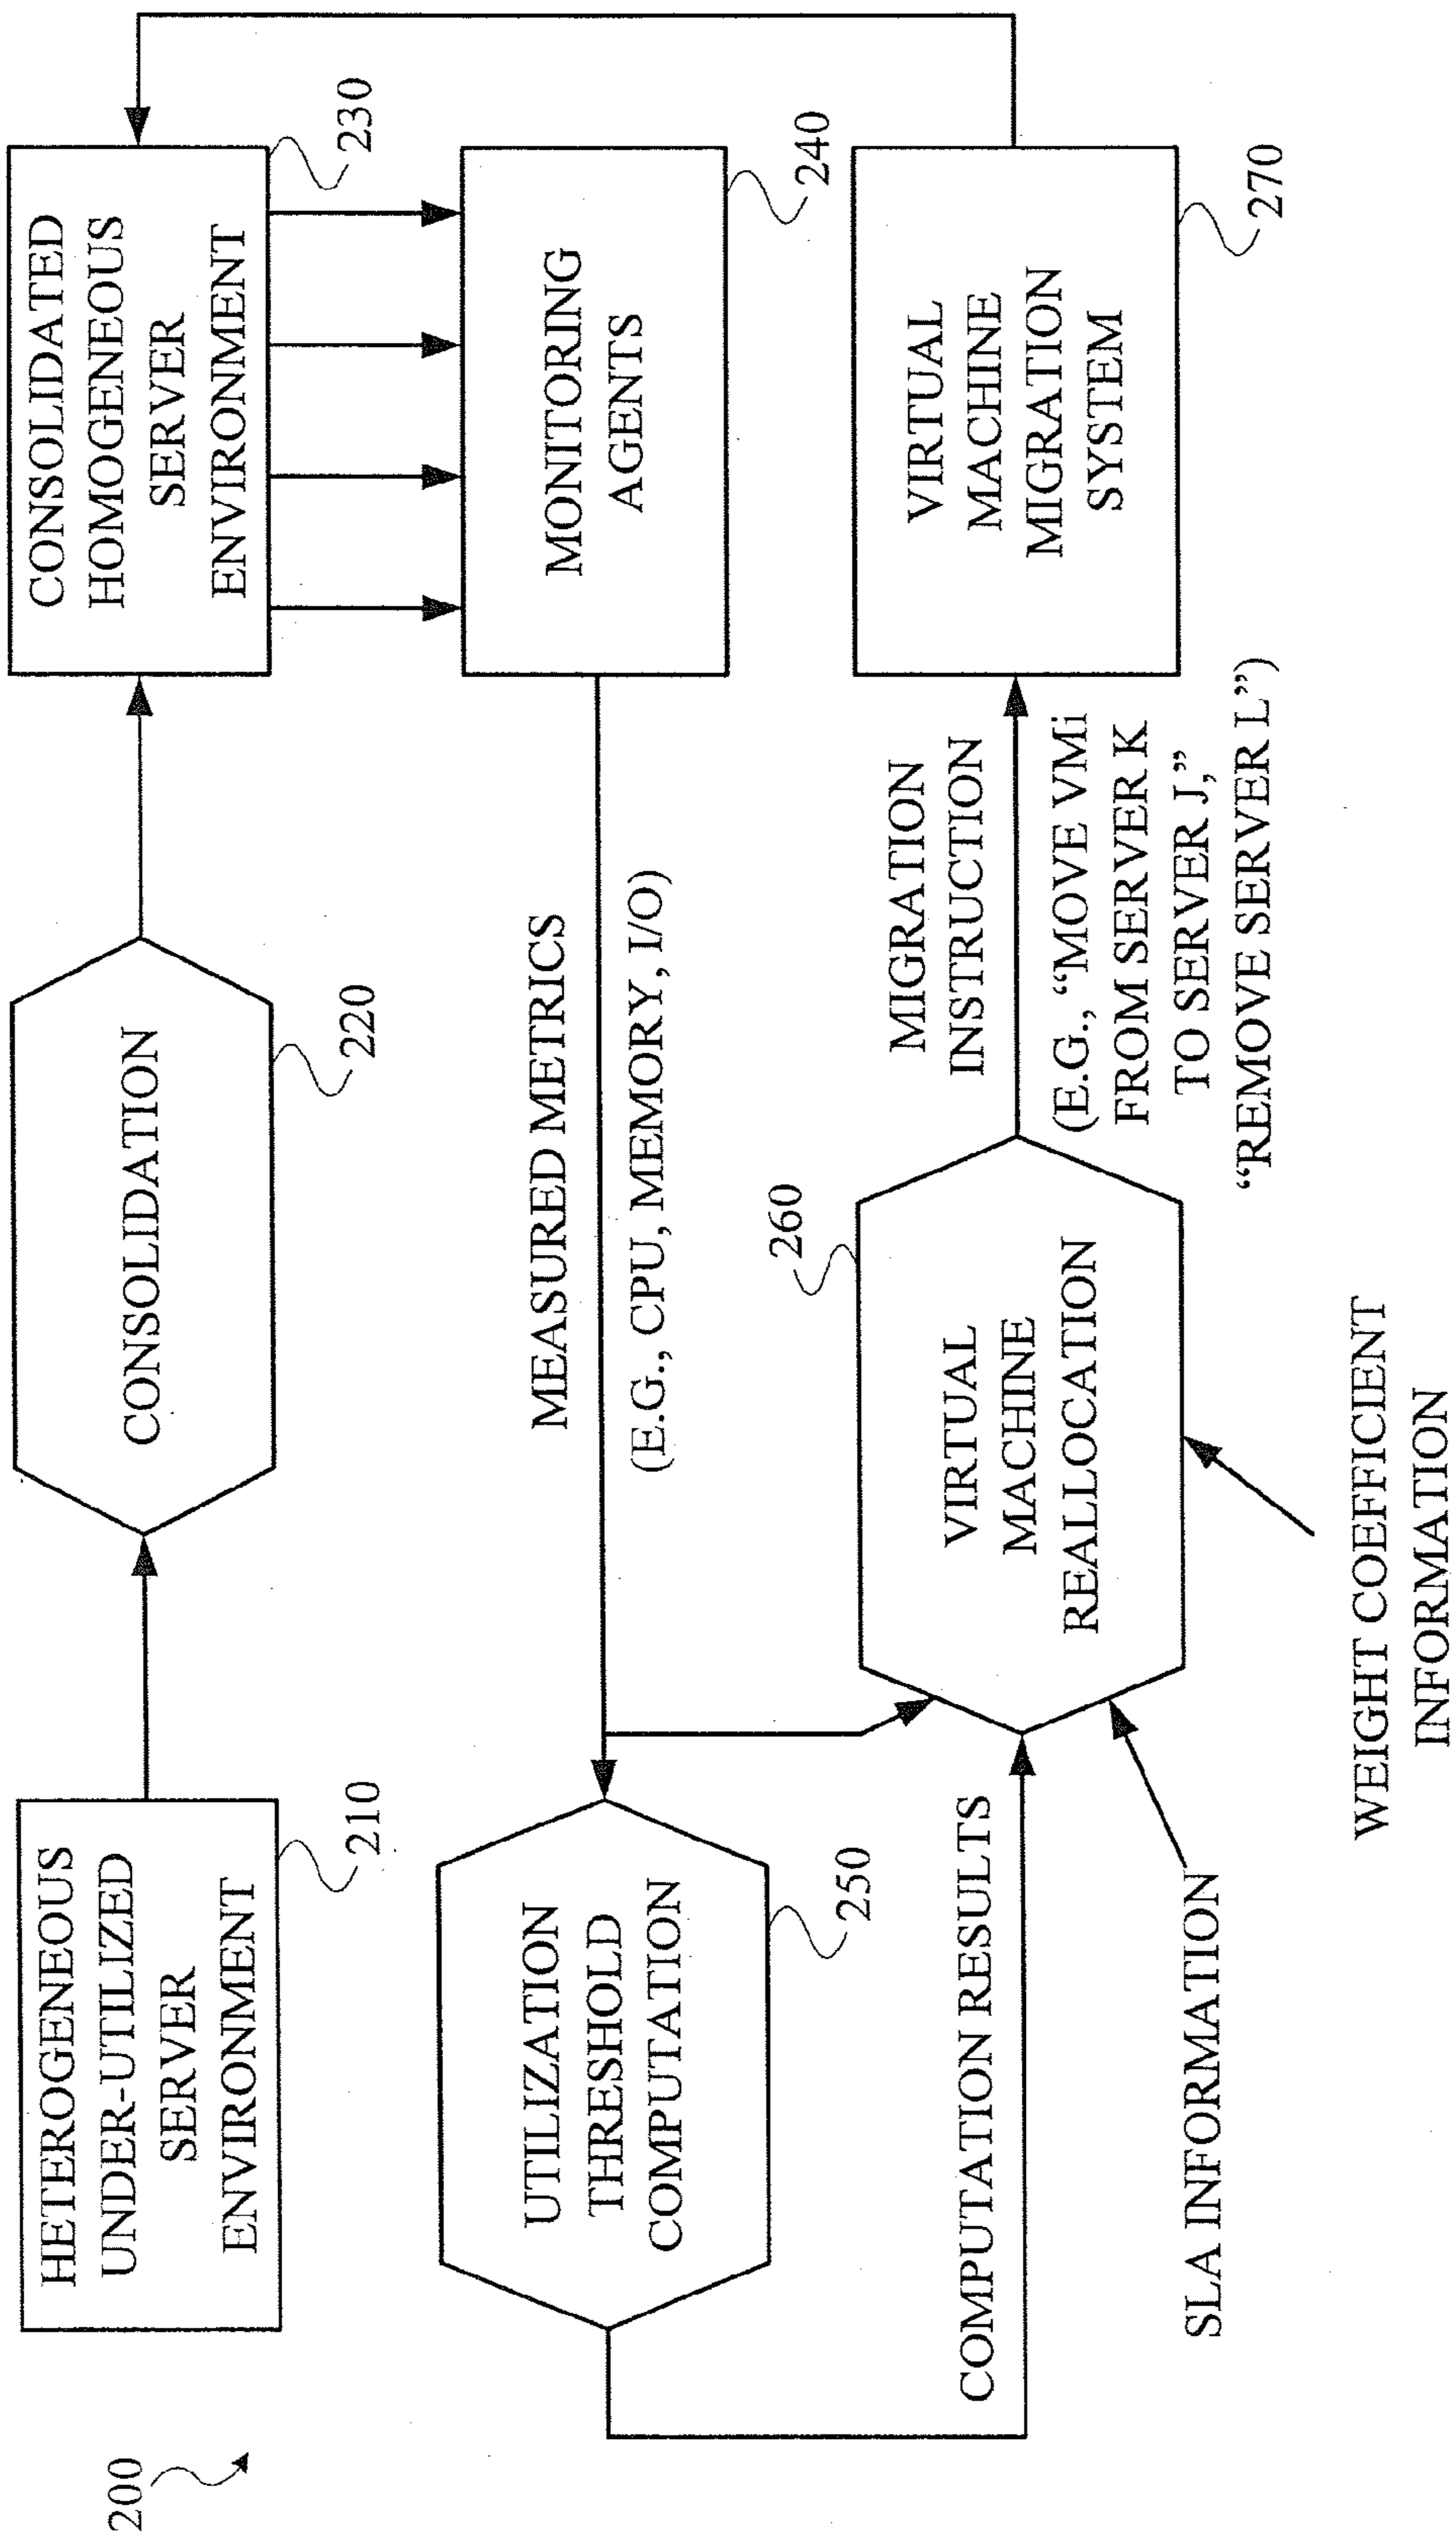 200
HETEROGENEOUS
UNDER-UTILIZED
SERVER
ENVIRONMENT
210
CONSOLIDATION
220
CONSOLIDATED
HOMOGENEOUS
SERVER
ENVIRONMENT
230
UTILIZATION
THRESHOLD
COMPUTATION
250
MEASURED METRICS
(E.G., CPU, MEMORY, I/O)
MONITORING
AGENTS
240
COMPUTATION RESULTS
SLA INFORMATION
VIRTUAL
MACHINE
REALLOCATION
260
WEIGHT COEFFICIENT
INFORMATION
MIGRATION
INSTRUCTION
(E.G., “MOVE VMi
FROM SERVER K
TO SERVER J,”
“REMOVE SERVER L”)
VIRTUAL
MACHINE
MIGRATION
SYSTEM
270